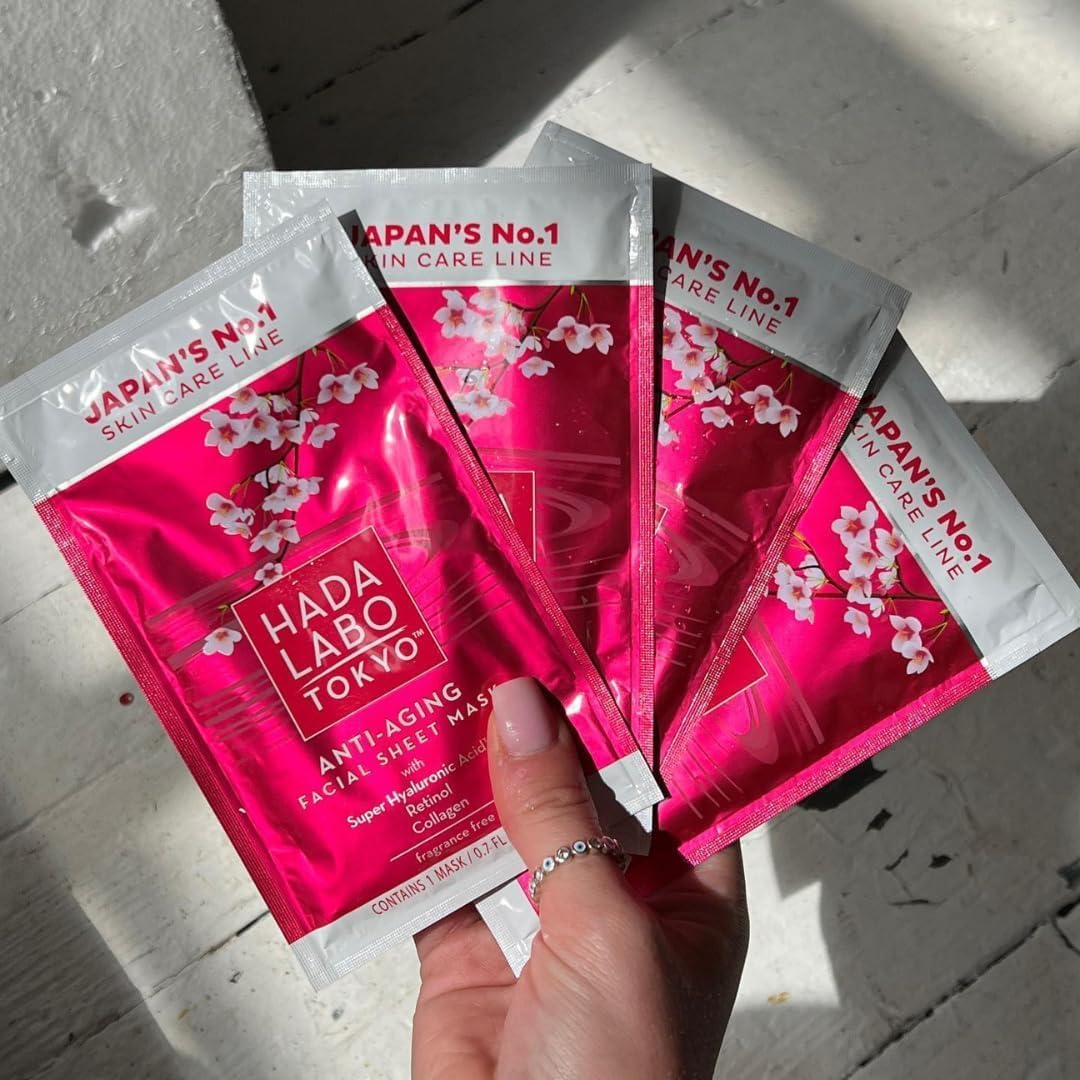 JAPAN'S No.1
SKIN CARE LINE
HADA
LABO
TOKYO™
ANTI-AGING
FACIAL SHEET MASK
with
Super Hyaluronic Acid
Retinol
Collagen
fragrance free
CONTAINS 1 MASK / 0.7 FL
JAPAN'S No.1
SKIN CARE LINE
JAPAN'S No.1
CARE LINE
JAPAN'S No.1
SKIN CARE LINE